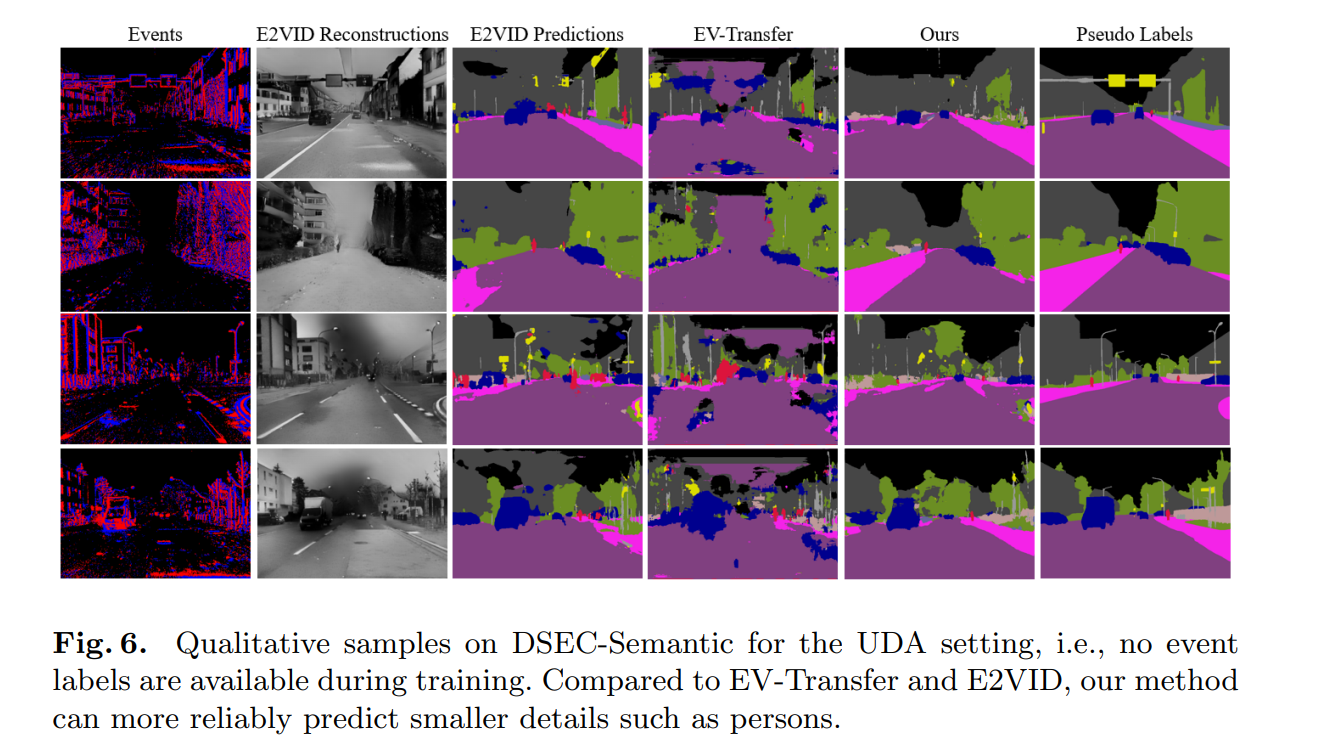 Events E2VID Reconstructions E2VID Predictions EV-Transfer Ours Pseudo Labels
Fig. 6. Qualitative samples on DSEC-Semantic for the UDA setting, i.e., no event
labels are available during training. Compared to EV-Transfer and E2VID, our method
can more reliably predict smaller details such as persons.